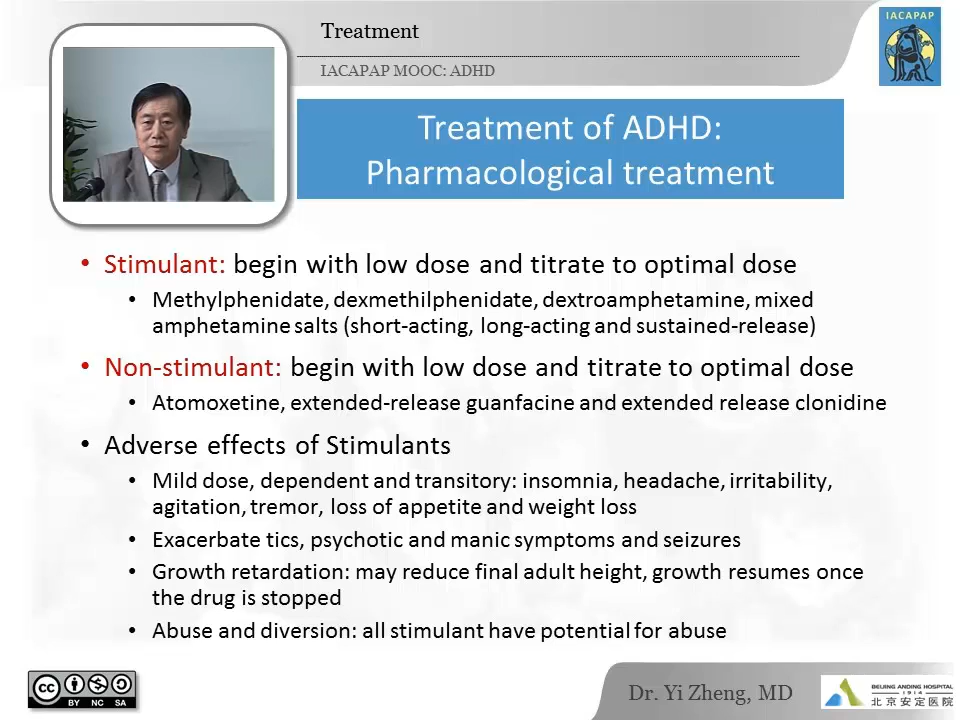 Treatment
IACAPAP
IACAPAP MOOC: ADHD
Treatment of ADHD:
Pharmacological treatment
• Stimulant: begin with low dose and titrate to optimal dose
• Methylphenidate, dexmethilphenidate, dextroamphetamine, mixed
amphetamine salts (short-acting, long-acting and sustained-release)
• Non-stimulant: begin with low dose and titrate to optimal dose
• Atomoxetine, extended-release guanfacine and extended release clonidine
• Adverse effects of Stimulants
• Mild dose, dependent and transitory: insomnia, headache, irritability,
agitation, tremor, loss of appetite and weight loss
• Exacerbate tics, psychotic and manic symptoms and seizures
• Growth retardation: may reduce final adult height, growth resumes once
the drug is stopped
• Abuse and diversion: all stimulant have potential for abuse
cc
BY NC SA
Dr. Yi Zheng, MD
BEIJING ANDING HOSPITAL
1914
北京安定医院